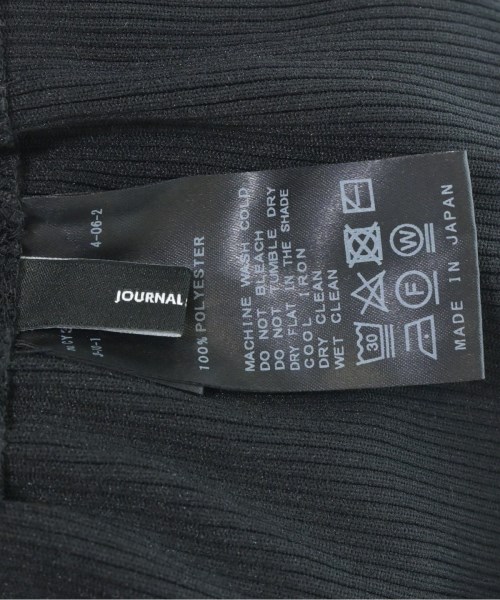 JOURNAL
4-06-2
100% POLYESTER
MACHINE WASH COLD
DO NOT BLEACH
DO NOT TUMBLE DRY
DRY FLAT IN THE SHADE
COOL IRON
DRY CLEAN
WET CLEAN
30
F
W
MADE IN JAPAN